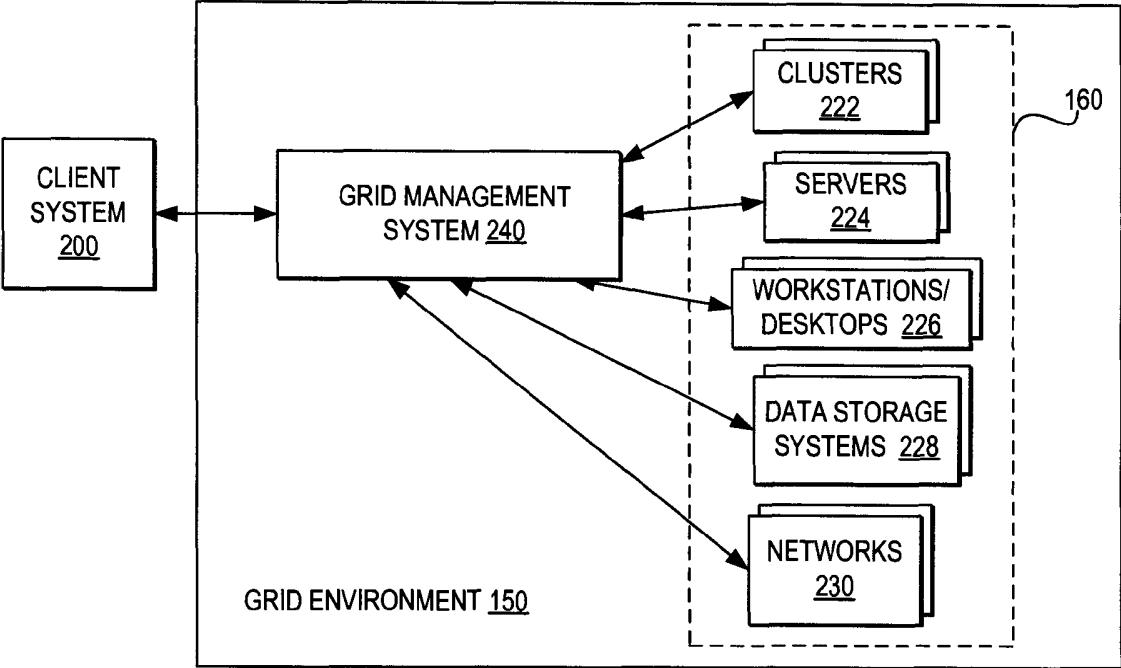 CLIENT
SYSTEM
200
GRID MANAGEMENT
SYSTEM 240
CLUSTERS
222
SERVERS
224
WORKSTATIONS/
DESKTOPS 226
DATA STORAGE
SYSTEMS 228
NETWORKS
230
160
GRID ENVIRONMENT 150